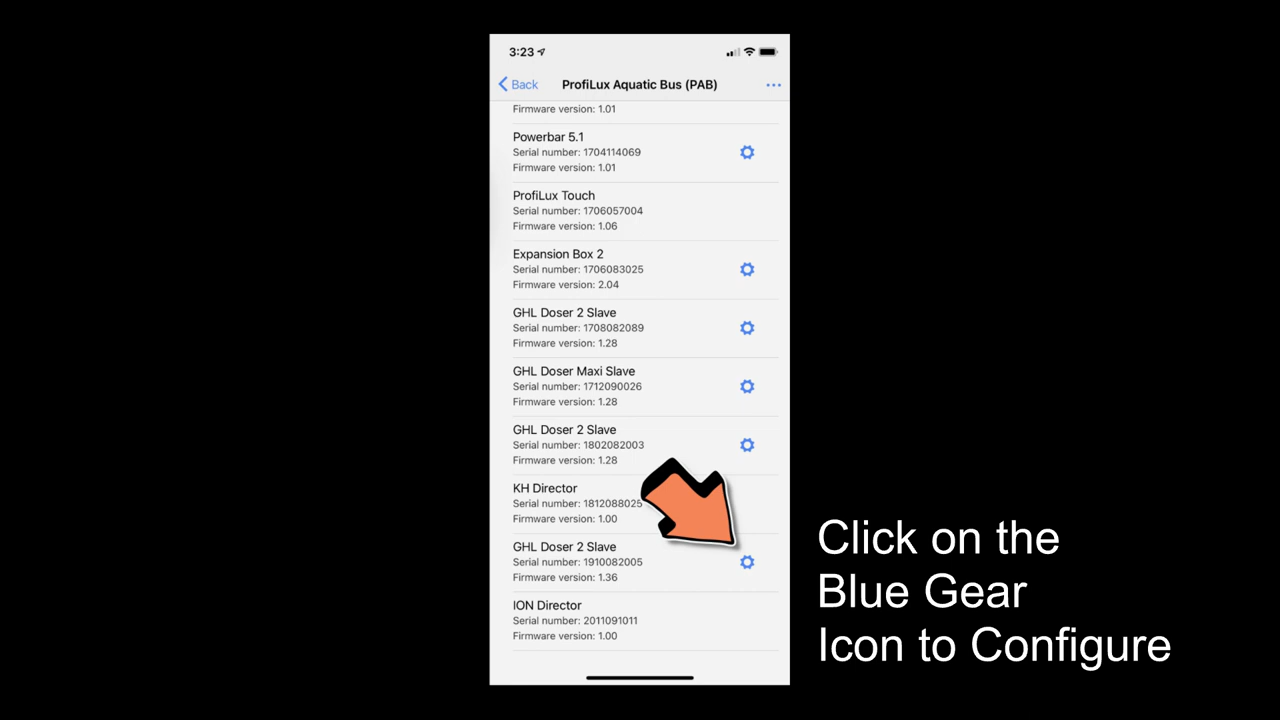 3:23
Back
ProfiLux Aquatic Bus (PAB)
Firmware version: 1.01
Powerbar 5.1
Serial number: 1704114069
Firmware version: 1.01
ProfiLux Touch
Serial number: 1706057004
Firmware version: 1.06
Expansion Box 2
Serial number: 1706083025
Firmware version: 2.04
GHL Doser 2 Slave
Serial number: 1708082089
Firmware version: 1.28
GHL Doser Maxi Slave
Serial number: 1712090026
Firmware version: 1.28
GHL Doser 2 Slave
Serial number: 1802082003
Firmware version: 1.28
KH Director
Serial number: 1812088025
Firmware version: 1.00
GHL Doser 2 Slave
Serial number: 1910082005
Firmware version: 1.36
ION Director
Serial number: 2011091011
Firmware version: 1.00
Click on the
Blue Gear
Icon to Configure